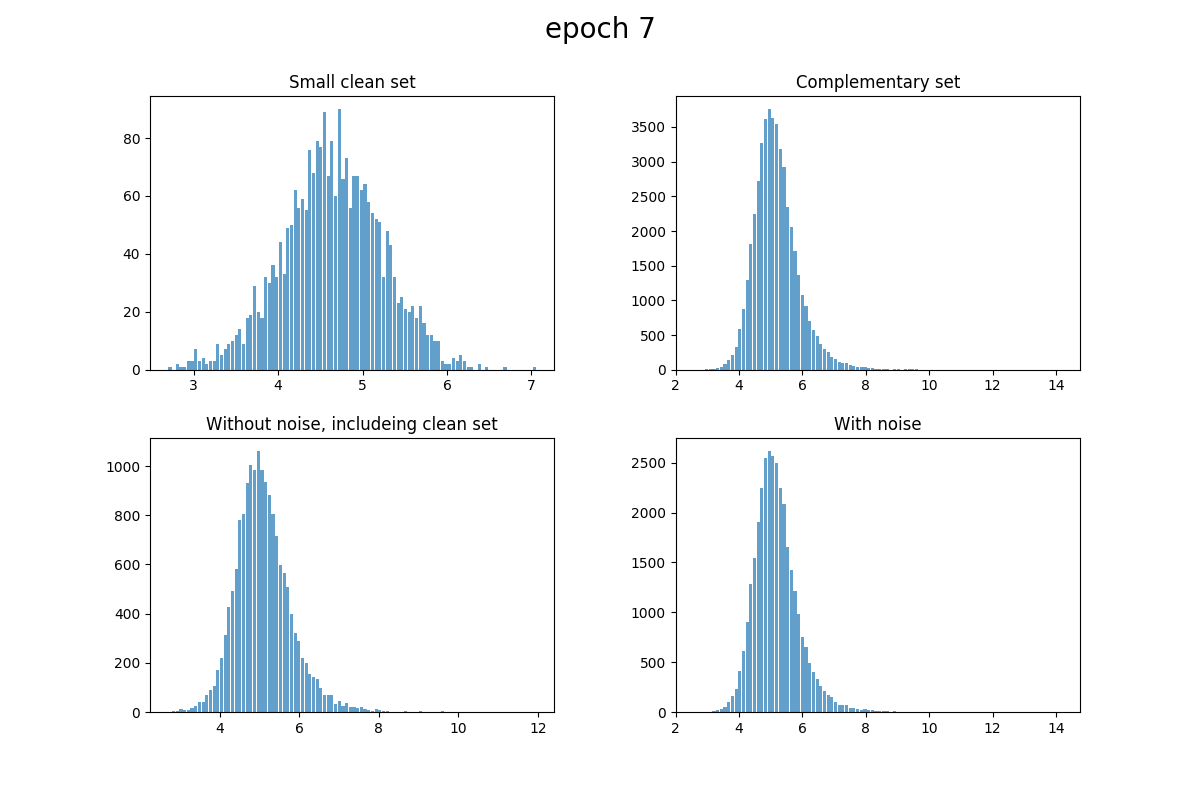 epoch 7
Small clean set
80
60
40
20
0
3 4 5 6 7
Complementary set
3500
3000
2500
2000
1500
1000
500
0
2 4 6 8 10 12 14
Without noise, includeing clean set
1000
800
600
400
200
0
4 6 8 10 12
With noise
2500
2000
1500
1000
500
0
2 4 6 8 10 12 14